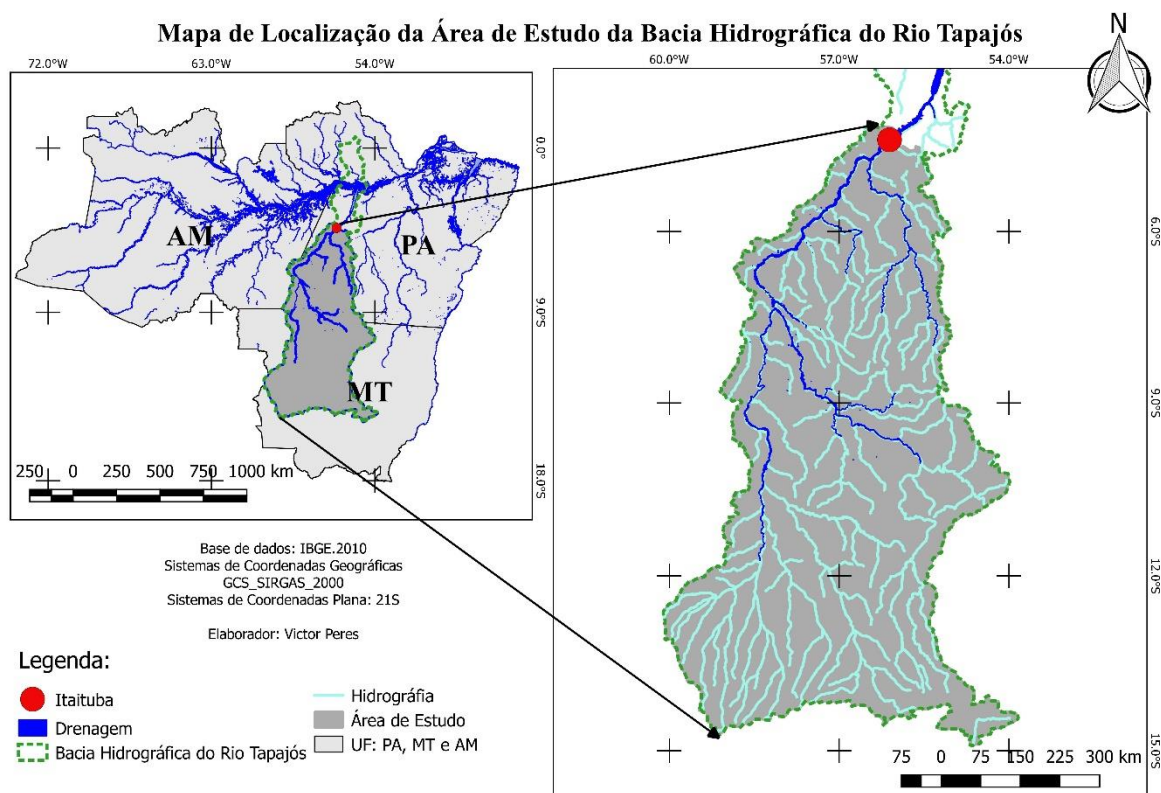 Mapa de Localização da Área de Estudo da Bacia Hidrográfica do Rio Tapajós
72.0°W 63.0°W 54.0°W
0.0°
9.0°S
18.0°S
AM
PA
MT
250 0 250 500 750 1000 km
60.0°W 57.0°W 54.0°W
N
6.0°S
9.0°S
12.0°S
15.0°S
75 0 75 150 225 300 km
Base de dados: IBGE.2010
Sistemas de Coordenadas Geográficas
GCS_SIRGAS_2000
Sistemas de Coordenadas Plana: 21S
Elaborador: Victor Peres
Legenda:
Itaituba
Drenagem
Bacia Hidrográfica do Rio Tapajós
Hidrográfia
Área de Estudo
UF: PA, MT e AM